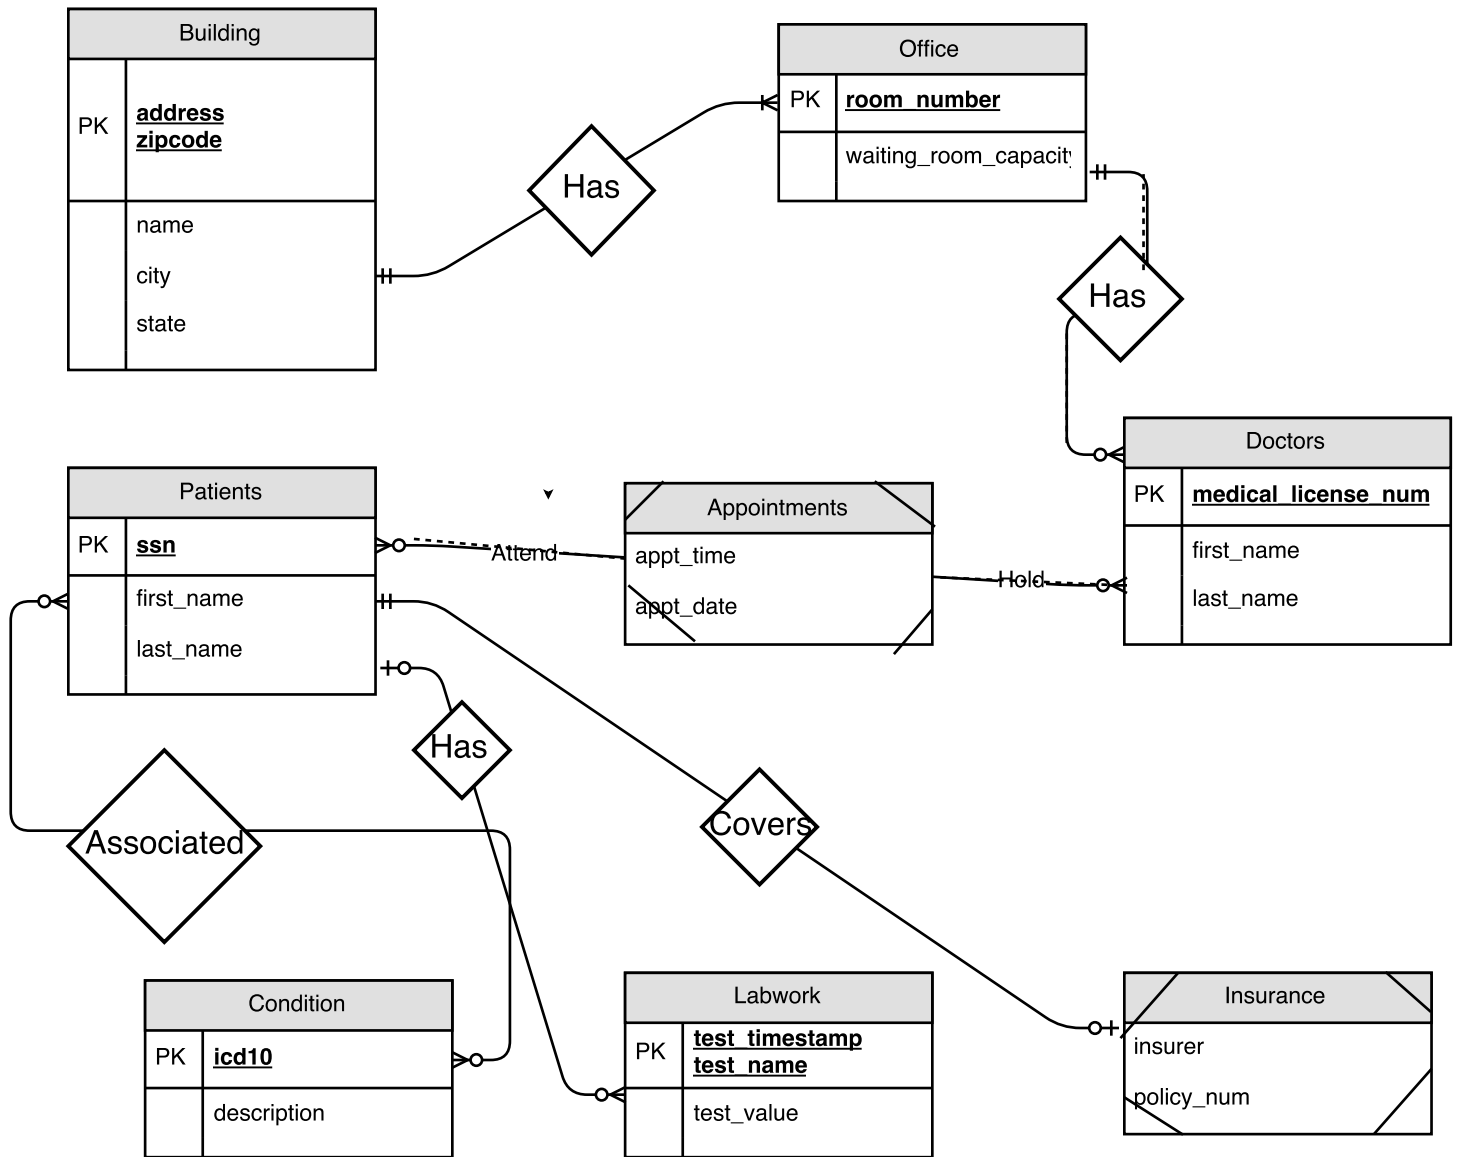 Building
PK
address
zipcode
name
city
state
Has
Office
PK
room_number
waiting_room_capacity
Has
Doctors
PK
medical_license_num
first_name
last_name
Patients
PK
ssn
first_name
last_name
Attend
Appointments
appt_time
appt_date
Hold
Has
Associated
Covers
Condition
PK
icd10
description
Labwork
PK
test_timestamp
test_name
test_value
Insurance
insurer
policy_num